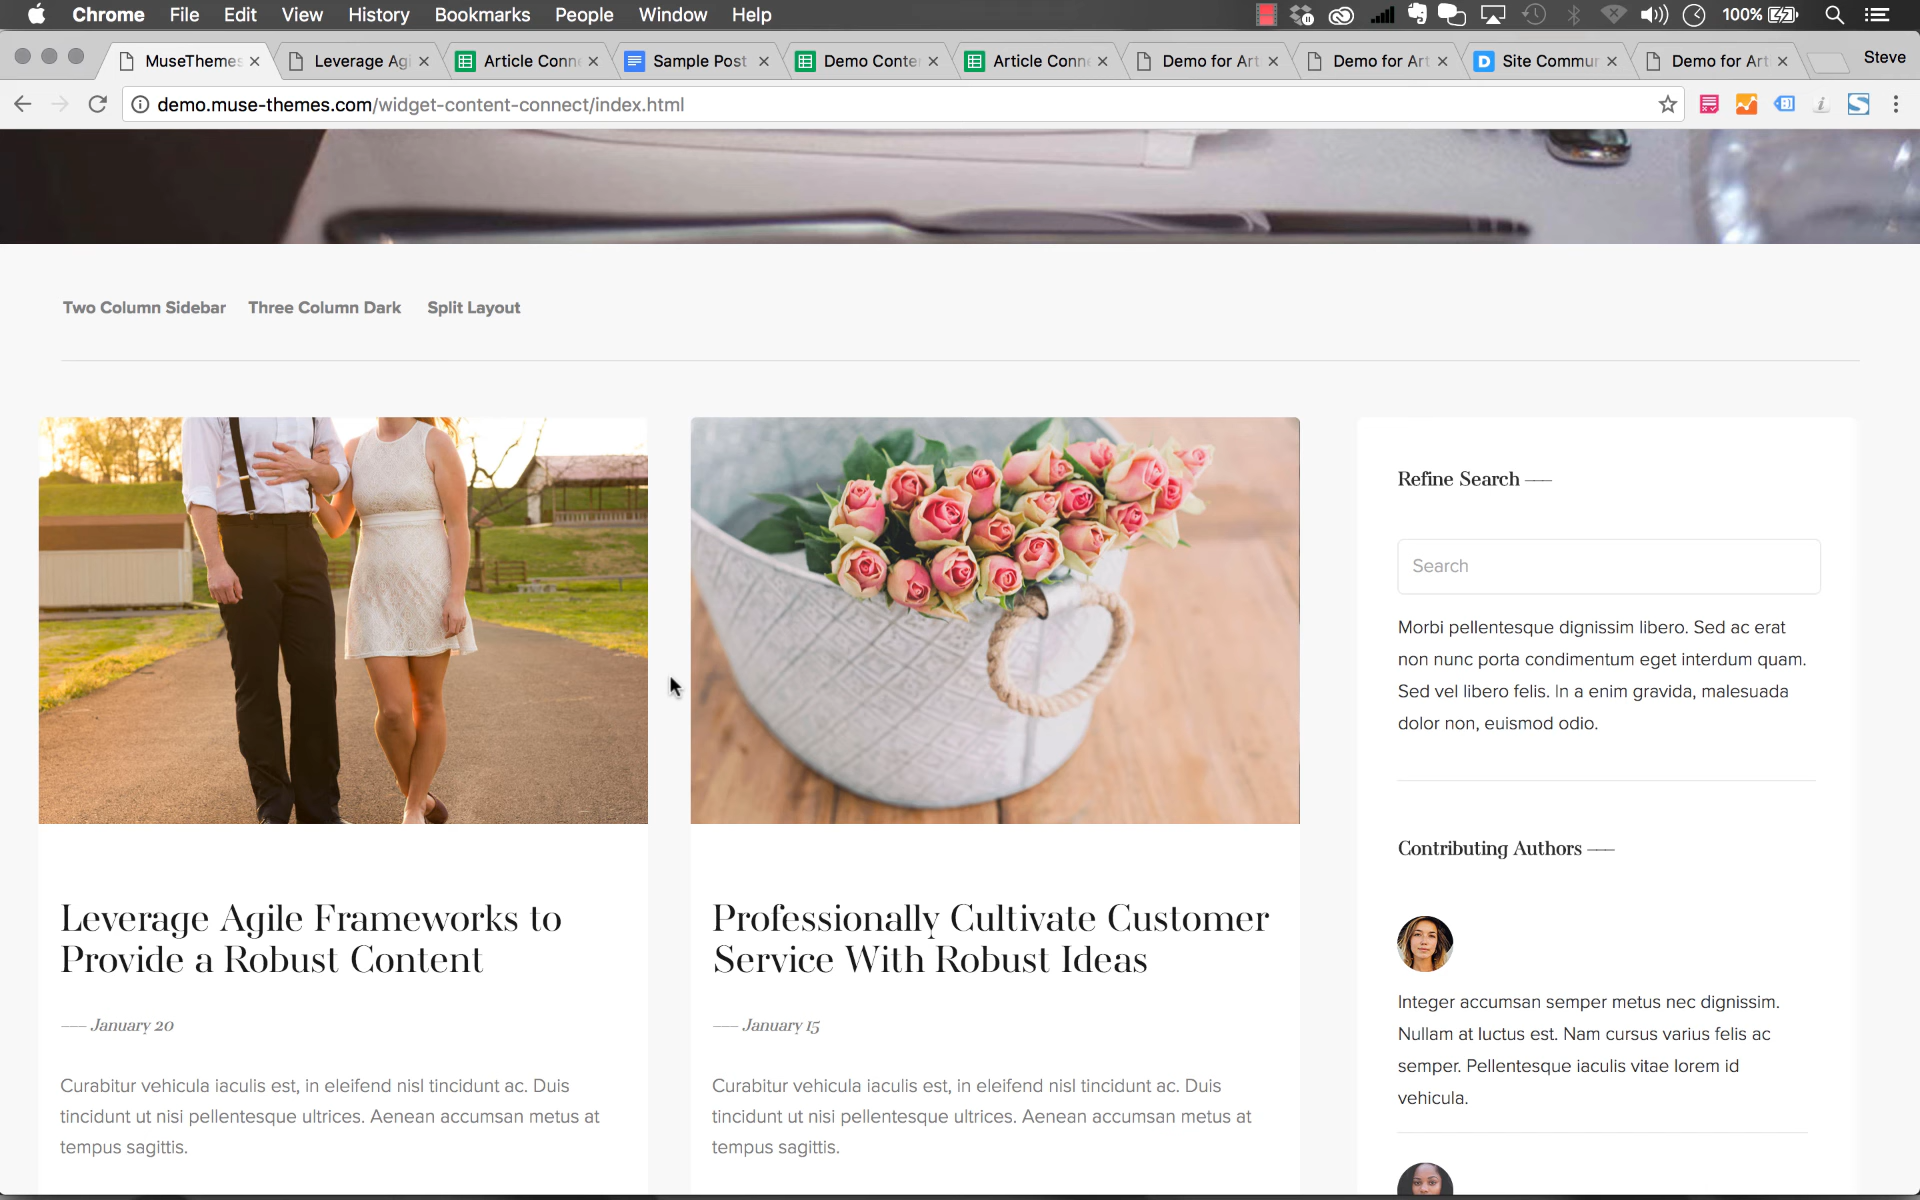 Chrome File Edit View History Bookmarks People Window Help 100%
MuseThemes Leverage Agi Article Conne Sample Post Demo Conte Article Conne Demo for Art Demo for Art Site Commun Demo for Art Steve
demo.muse-themes.com/widget-content-connect/index.html
Two Column Sidebar Three Column Dark Split Layout
Refine Search
Search
Morbi pellentesque dignissim libero. Sed ac erat
non nunc porta condimentum eget interdum quam.
Sed vel libero felis. In a enim gravida, malesuada
dolor non, euismod odio.
Contributing Authors
Integer accumsan semper metus nec dignissim.
Nullam at luctus est. Nam cursus varius felis ac
semper. Pellentesque iaculis vitae lorem id
vehicula.
Leverage Agile Frameworks to
Provide a Robust Content
— January 20
Curabitur vehicula iaculis est, in eleifend nisl tincidunt ac. Duis
tincidunt ut nisi pellentesque ultrices. Aenean accumsan metus at
tempus sagittis.
Professionally Cultivate Customer
Service With Robust Ideas
— January 15
Curabitur vehicula iaculis est, in eleifend nisl tincidunt ac. Duis
tincidunt ut nisi pellentesque ultrices. Aenean accumsan metus at
tempus sagittis.